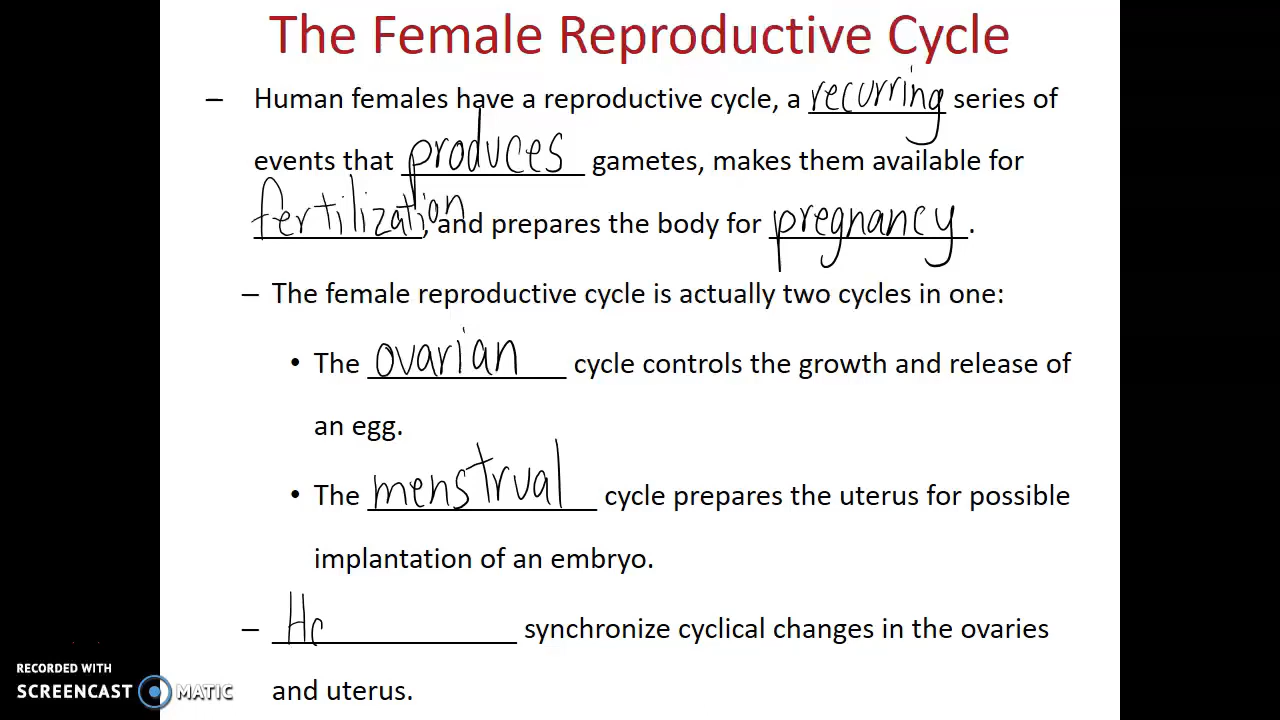 The Female Reproductive Cycle
– Human females have a reproductive cycle, a recurring series of
events that produces gametes, makes them available for
fertilization, and prepares the body for pregnancy.
– The female reproductive cycle is actually two cycles in one:
• The ovarian cycle controls the growth and release of
an egg.
• The menstrual cycle prepares the uterus for possible
implantation of an embryo.
– Ho synchronize cyclical changes in the ovaries
and uterus.
RECORDED WITH
SCREENCAST MATIC